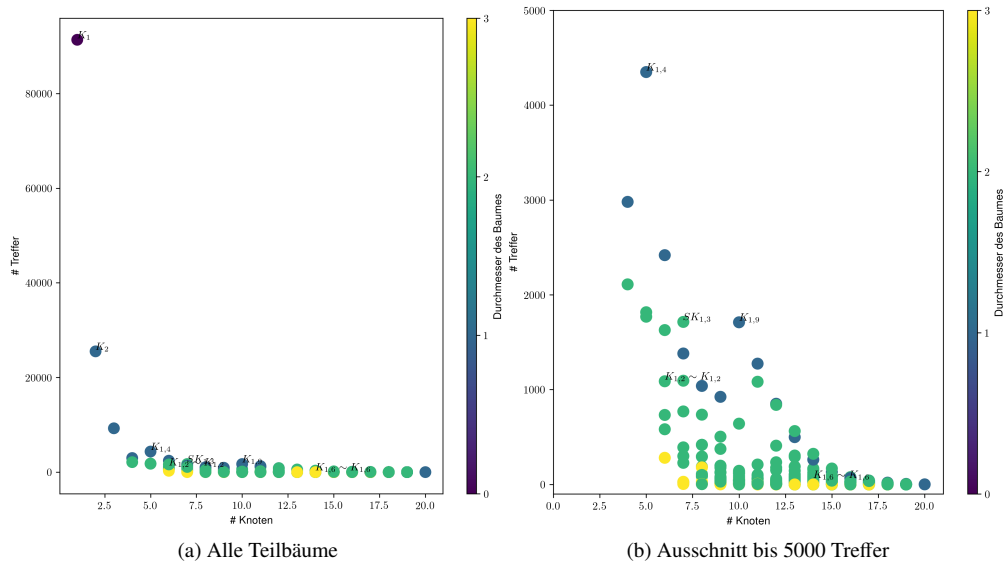 80000
60000
40000
20000
0
2.5
5.0
7.5
10.0
12.5
15.0
17.5
20.0
# Treffer
# Knoten
K1
K2
K1,4
K1,2 ~ K1,2
SK1,3
K1,9
K1,6 ~ K1,6
3
2
1
0
Durchmesser des Baumes
5000
4000
3000
2000
1000
0
0.0
2.5
5.0
7.5
10.0
12.5
15.0
17.5
20.0
# Treffer
# Knoten
K1,4
SK1,3
K1,9
K1,2 ~ K1,2
K1,6 ~ K1,6
3
2
1
0
Durchmesser des Baumes
(a) Alle Teilbäume
(b) Ausschnitt bis 5000 Treffer